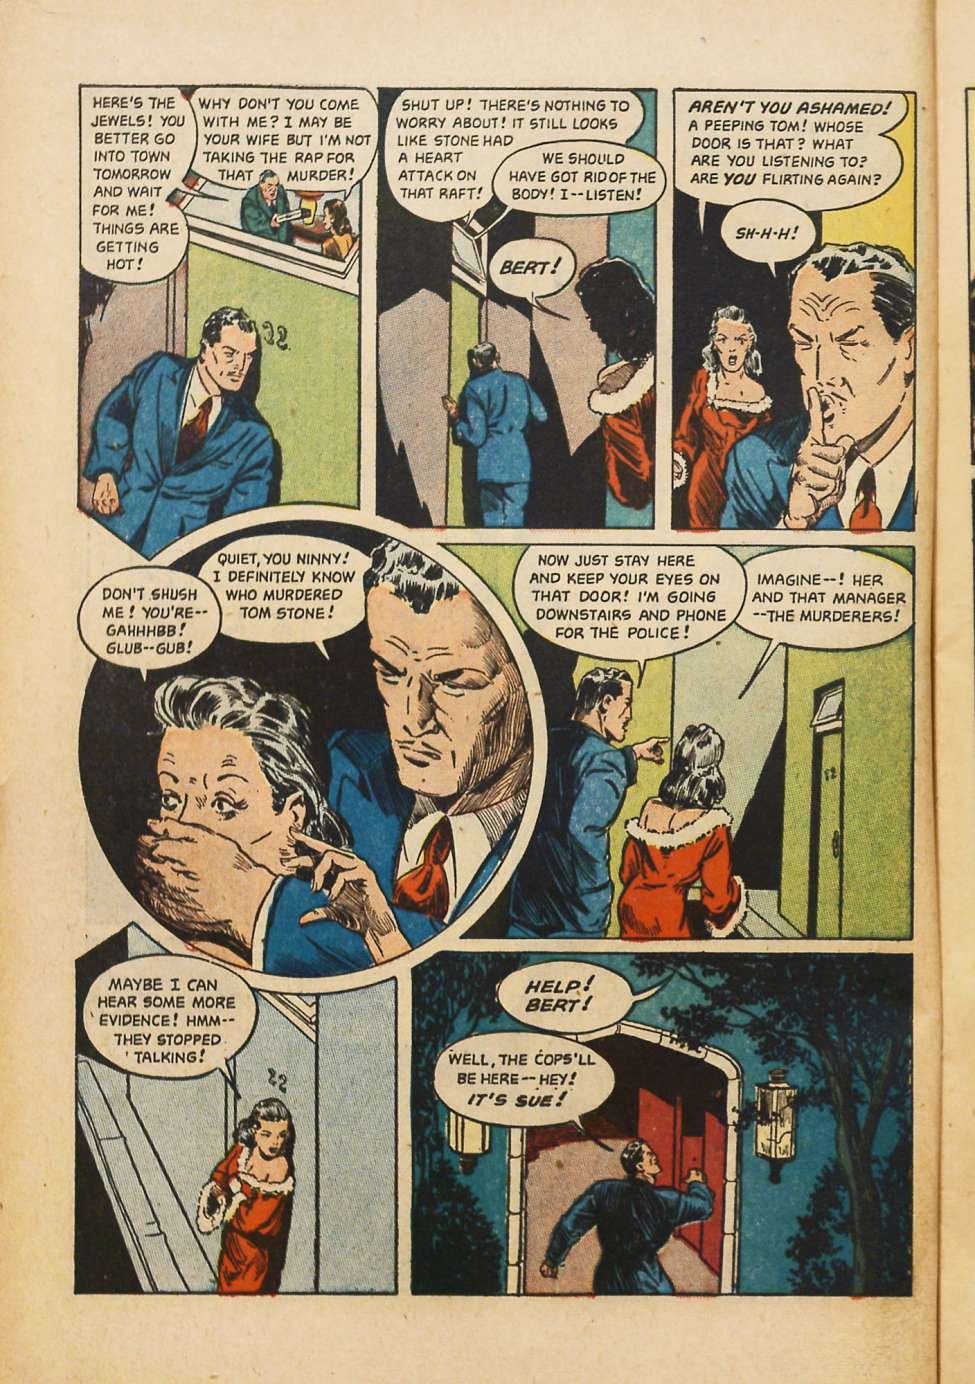 HERE'S THE
JEWELS! YOU
BETTER GO
INTO TOWN
TOMORROW
AND WAIT
FOR ME!
THINGS ARE
GETTING
HOT!
WHY DON'T YOU COME
WITH ME? I MAY BE
YOUR WIFE BUT I'M NOT
TAKING THE RAP FOR
THAT MURDER!
22
SHUT UP! THERE'S NOTHING TO
WORRY ABOUT! IT STILL LOOKS
LIKE STONE HAD
A HEART
ATTACK ON
THAT RAFT!
WE SHOULD
HAVE GOT RID OF THE
BODY! I--LISTEN!
BERT!
AREN'T YOU ASHAMED!
A PEEPING TOM! WHOSE
DOOR IS THAT? WHAT
ARE YOU LISTENING TO?
ARE YOU FLIRTING AGAIN?
SH-H-H!
DON'T SHUSH
ME! YOU'RE--
GAHHHBB!
GLUB--GUB!
QUIET, YOU NINNY!
I DEFINITELY KNOW
WHO MURDERED
TOM STONE!
NOW JUST STAY HERE
AND KEEP YOUR EYES ON
THAT DOOR! I'M GOING
DOWNSTAIRS AND PHONE
FOR THE POLICE!
IMAGINE--! HER
AND THAT MANAGER
--THE MURDERERS!
22
MAYBE I CAN
HEAR SOME MORE
EVIDENCE! HMM--
THEY STOPPED
TALKING!
22
HELP!
BERT!
WELL, THE COPS'LL
BE HERE--HEY!
IT'S SUE!